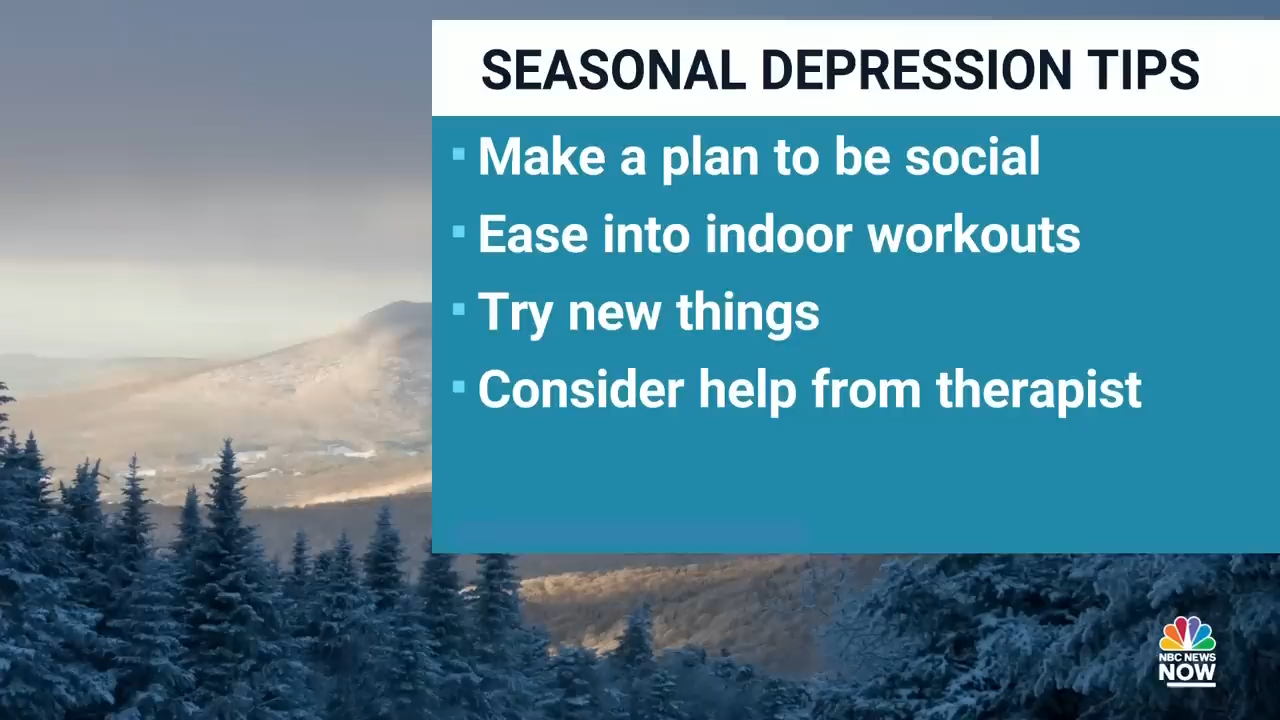 SEASONAL DEPRESSION TIPS
Make a plan to be social
Ease into indoor workouts
Try new things
Consider help from therapist
NBC NEWS
NOW